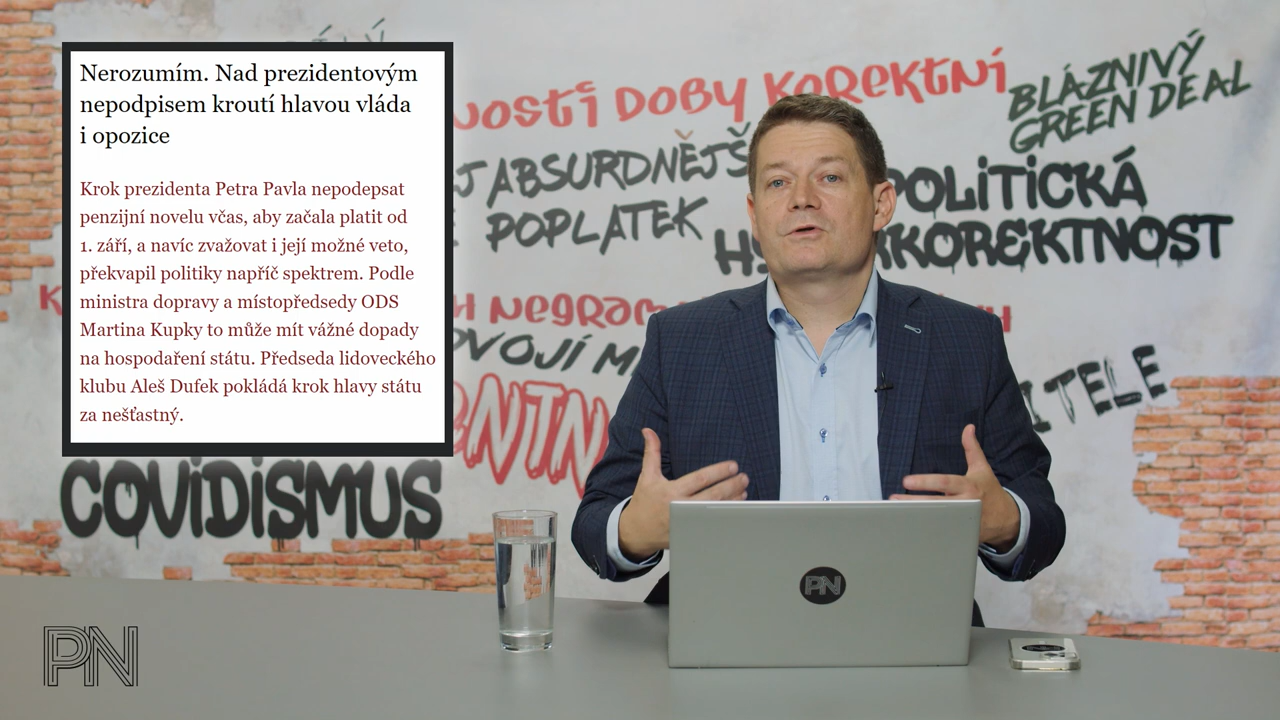 Nerozumím. Nad prezidentovým
nepodpisem kroutí hlavou vláda
i opozice
Krok prezidenta Petra Pavla nepodepsat
penzijní novelu včas, aby začala platit od
1. září, a navíc zvažovat i její možné veto,
překvapil politiky napříč spektrem. Podle
ministra dopravy a místopředsedy ODS
Martina Kupky to může mít vážné dopady
na hospodaření státu. Předseda lidoveckého
klubu Aleš Dufek pokládá krok hlavy státu
za nešťastný.
DOBY KOREKTNÍ
BLÁZNIVÝ
GREEN DEAL
POPLATEK
POLITICKÁ
COVIDISMUS
PN
PN